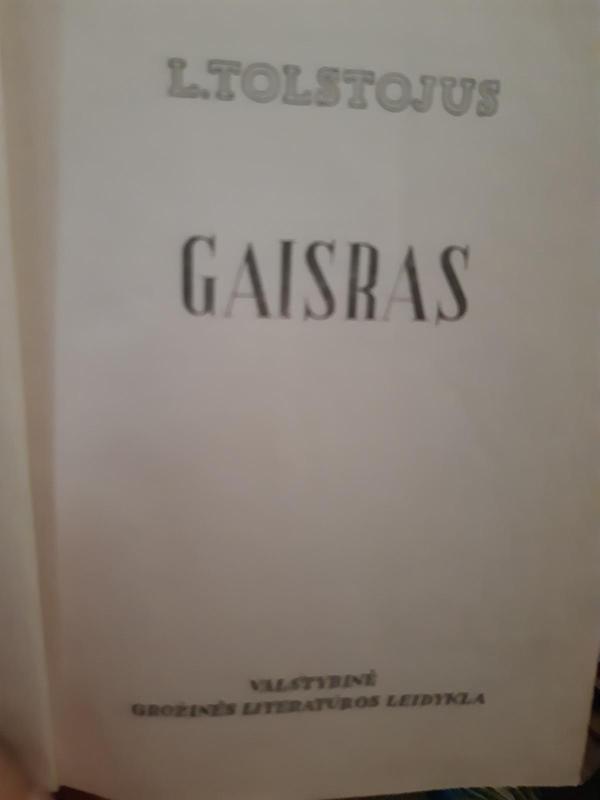 L. TOLSTOJUS
GAISRAS
VALSTYBINĖ
GROŽINĖS LITERATŪROS LEIDYKLA